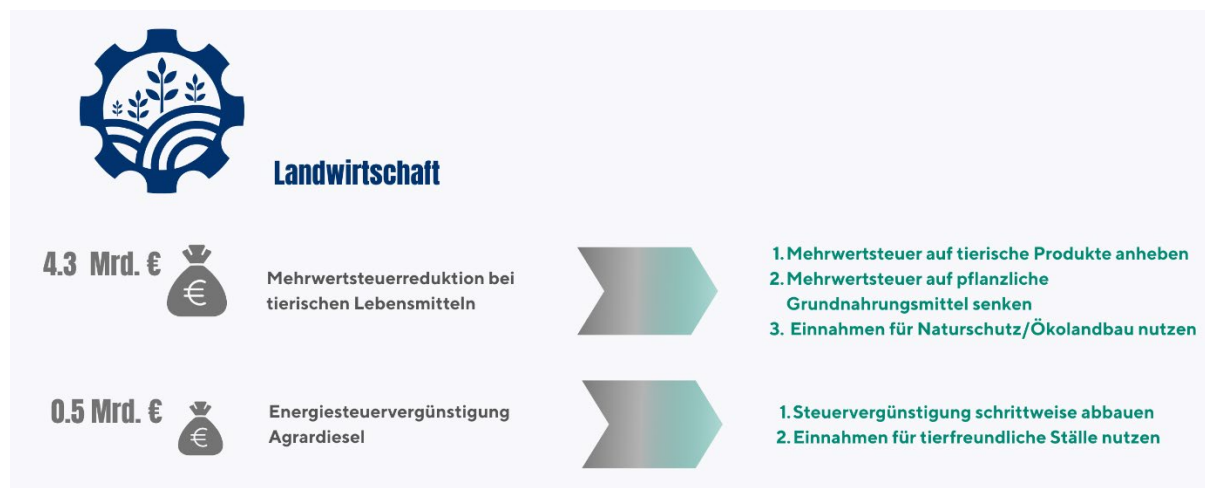 Landwirtschaft
4.3 Mrd. €
€
Mehrwertsteuerreduktion bei
tierischen Lebensmitteln
1. Mehrwertsteuer auf tierische Produkte anheben
2. Mehrwertsteuer auf pflanzliche
Grundnahrungsmittel senken
3. Einnahmen für Naturschutz/Ökolandbau nutzen
0.5 Mrd. €
€
Energiesteuervergünstigung
Agrardiesel
1. Steuervergünstigung schrittweise abbauen
2. Einnahmen für tierfreundliche Ställe nutzen